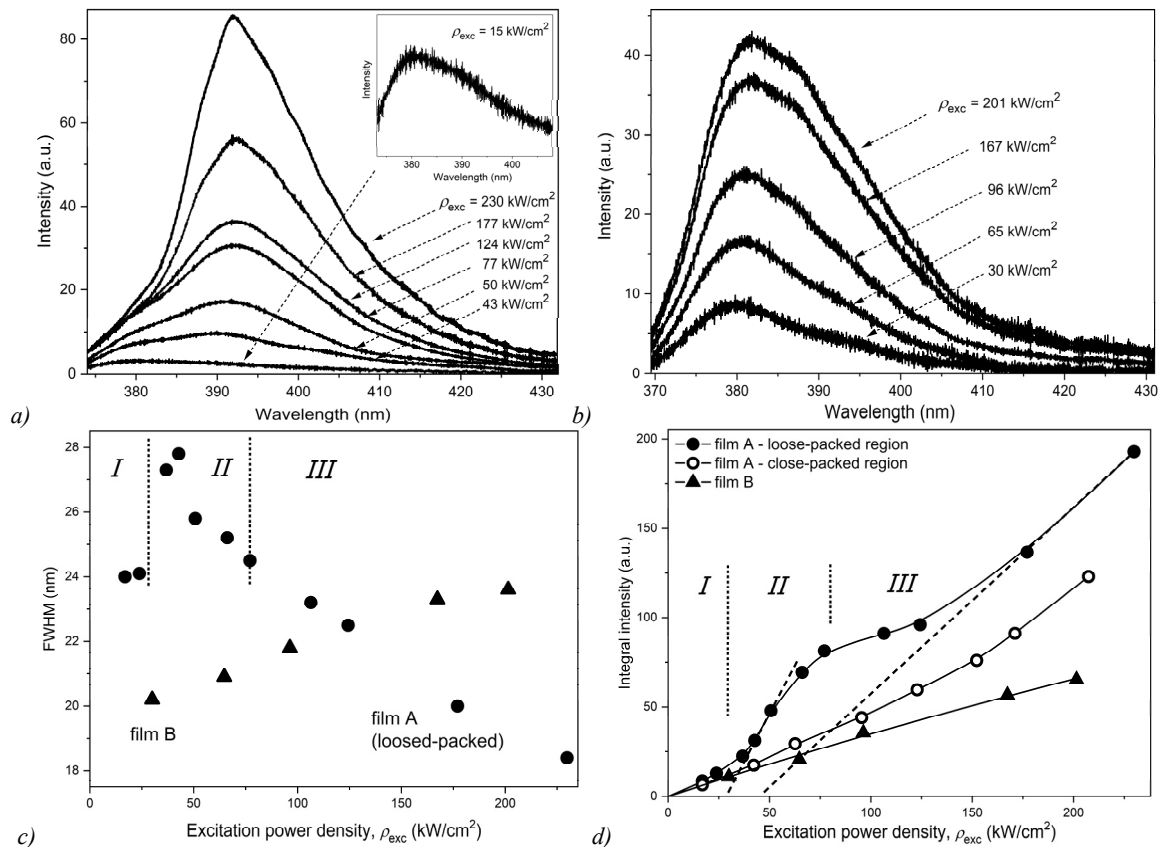 80
60
40
20
0
Intensity (a.u.)
380
390
400
410
420
430
Wavelength (nm)
a)
ρexc = 15 kW/cm²
Intensity
380
390
400
Wavelength (nm)
ρexc = 230 kW/cm²
177 kW/cm²
124 kW/cm²
77 kW/cm²
50 kW/cm²
43 kW/cm²
40
30
20
10
0
Intensity (a.u.)
370
380
390
400
410
420
430
Wavelength (nm)
b)
ρexc = 201 kW/cm²
167 kW/cm²
96 kW/cm²
65 kW/cm²
30 kW/cm²
28
26
24
22
20
18
FWHM (nm)
I
II
III
film B
film A
(loosed-packed)
0
50
100
150
200
Excitation power density, ρexc (kW/cm²)
c)
200
150
100
50
0
Integral intensity (a.u.)
film A - loose-packed region
film A - close-packed region
film B
I
II
III
0
50
100
150
200
Excitation power density, ρexc (kW/cm²)
d)